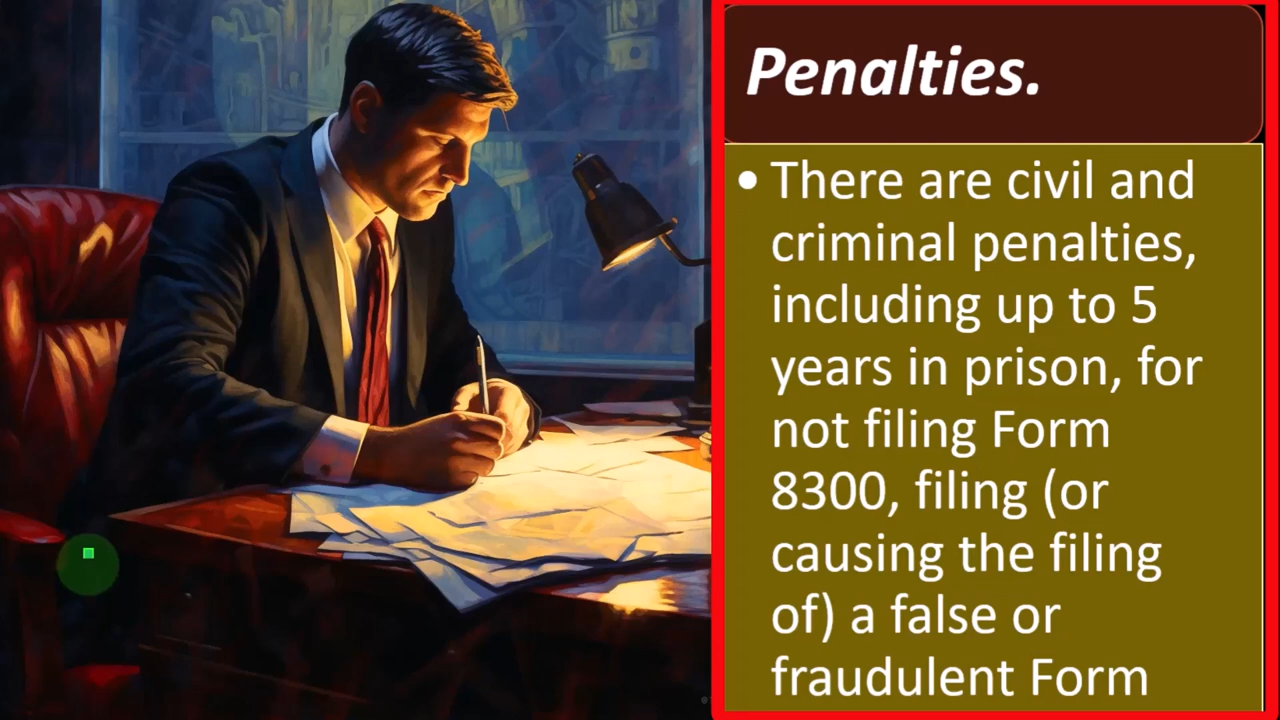 Penalties.
• There are civil and
criminal penalties,
including up to 5
years in prison, for
not filing Form
8300, filing (or
causing the filing
of) a false or
fraudulent Form